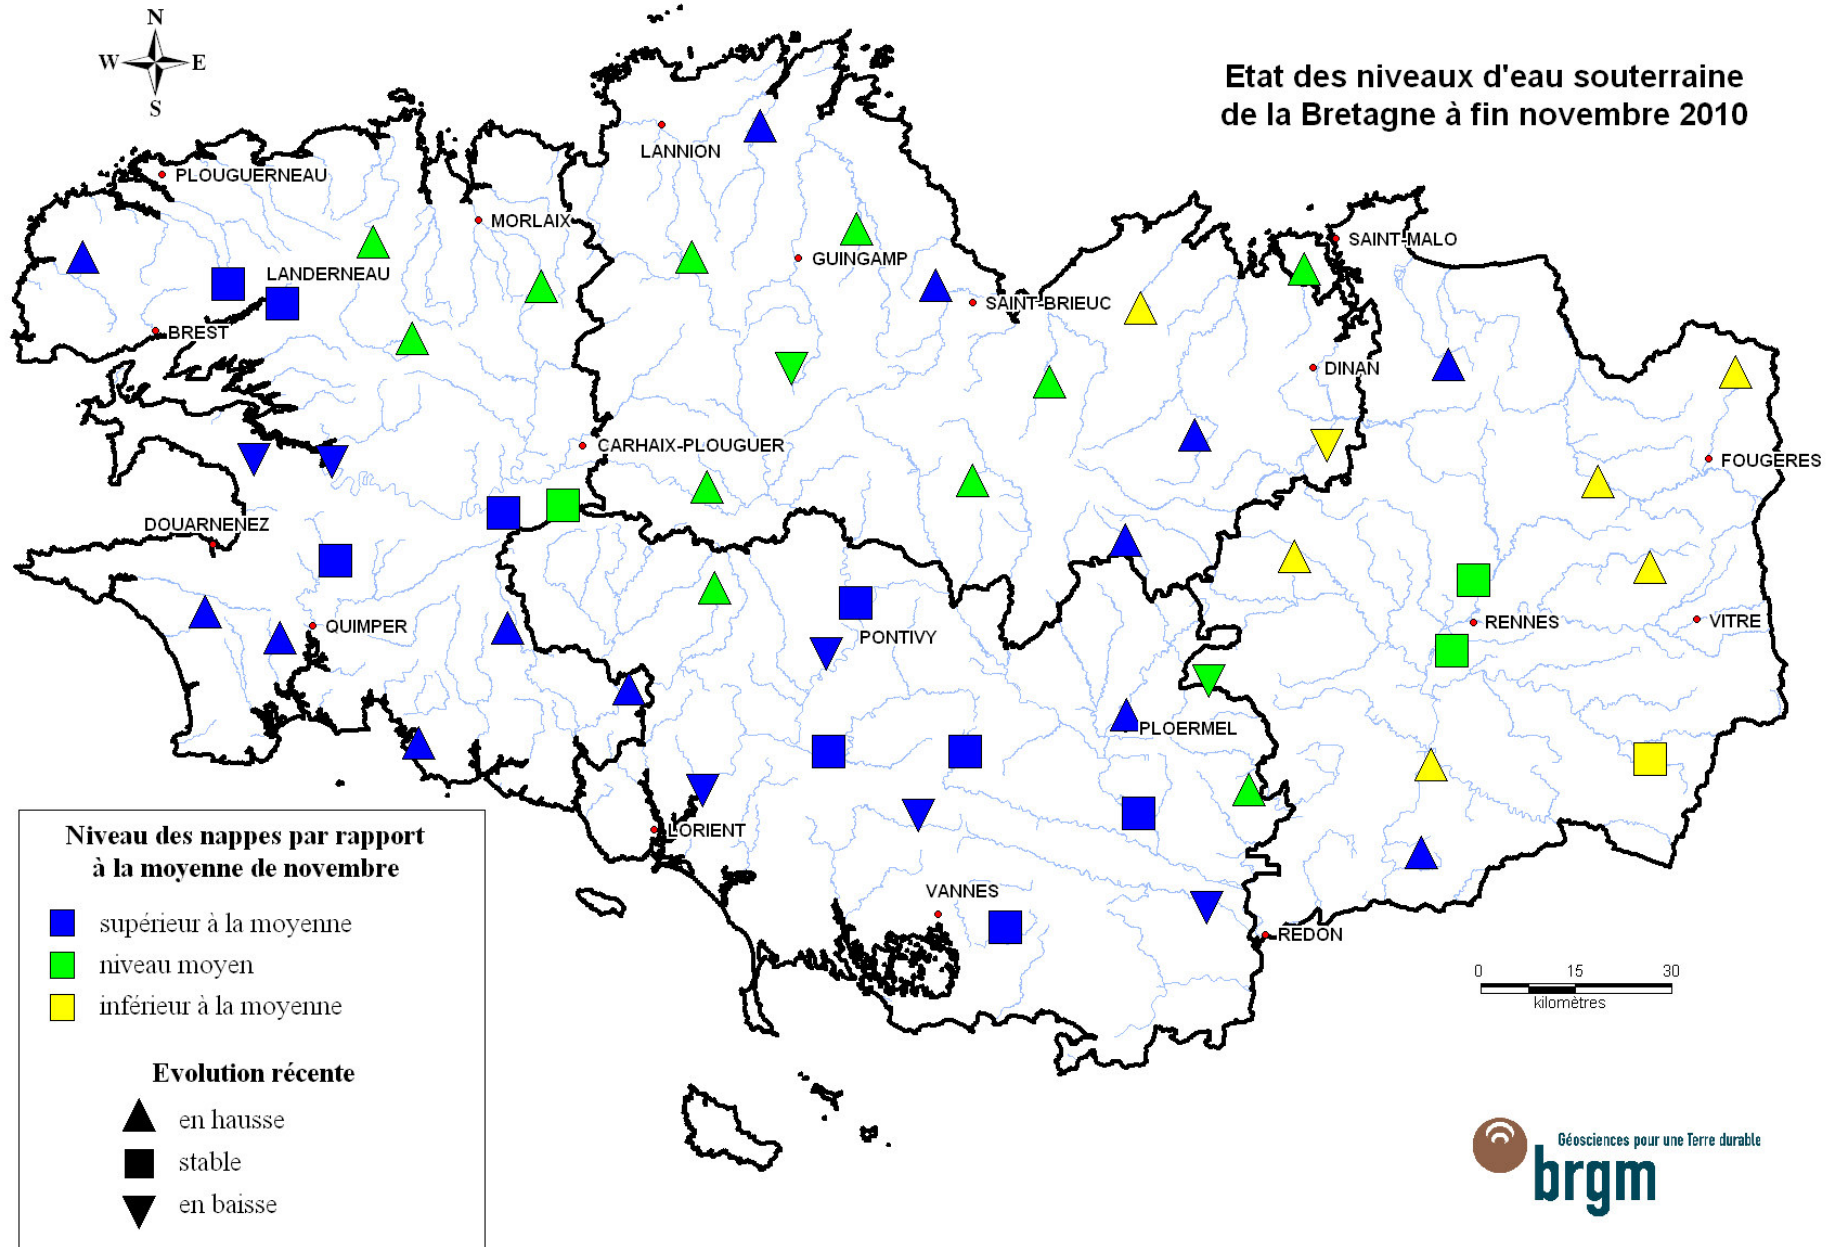 N
W E
S
Etat des niveaux d'eau souterraine
de la Bretagne à fin novembre 2010
LANNION
PLOUGUERNEAU
MORLAIX
SAINT-MALO
GUINGAMP
LANDERNEAU
SAINT-BRIEUC
BREST
DINAN
CARHAIX-PLOUGUER
FOUGERES
DOUARNENEZ
QUIMPER
PONTIVY
RENNES
VITRE
PLOERMEL
LORIENT
VANNES
REDON
Niveau des nappes par rapport
à la moyenne de novembre
supérieur à la moyenne
niveau moyen
inférieur à la moyenne
Evolution récente
en hausse
stable
en baisse
0 15 30
kilomètres
Géosciences pour une Terre durable
brgm